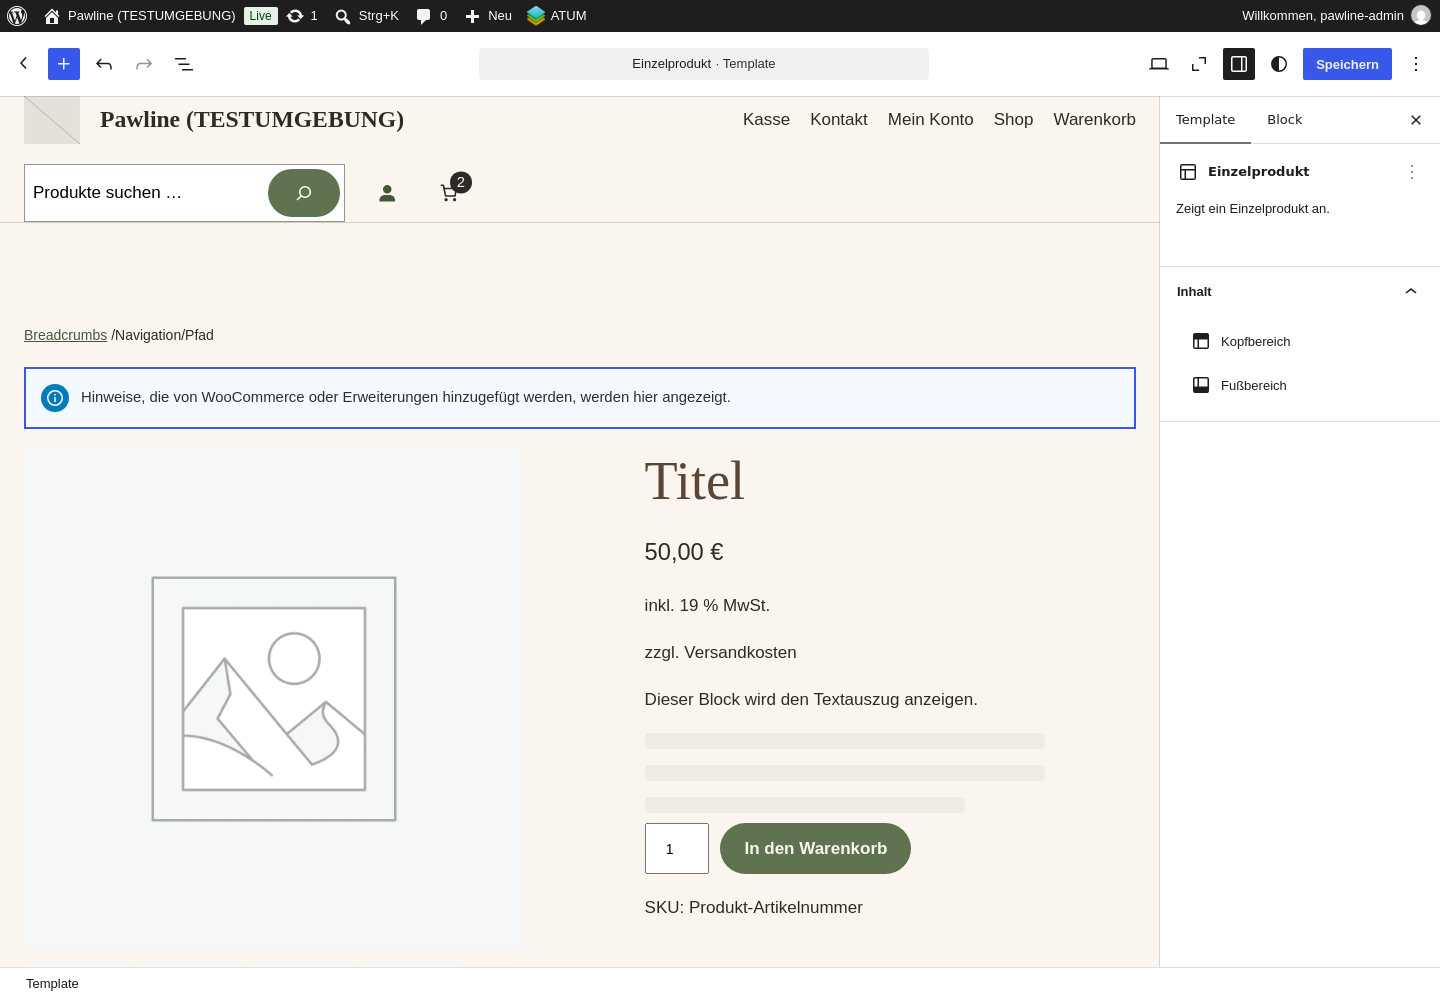 Pawline (TESTUMGEBUNG) Live 1 Strg+K 0 Neu ATUM Willkommen, pawline-admin
Einzelprodukt · Template Speichern
Pawline (TESTUMGEBUNG) Kasse Kontakt Mein Konto Shop Warenkorb
Produkte suchen … 2
Breadcrumbs /Navigation/Pfad
Hinweise, die von WooCommerce oder Erweiterungen hinzugefügt werden, werden hier angezeigt.
Titel
50,00 €
inkl. 19 % MwSt.
zzgl. Versandkosten
Dieser Block wird den Textauszug anzeigen.
1 In den Warenkorb
SKU: Produkt-Artikelnummer
Template Block
Einzelprodukt
Zeigt ein Einzelprodukt an.
Inhalt
Kopfbereich
Fußbereich
Template